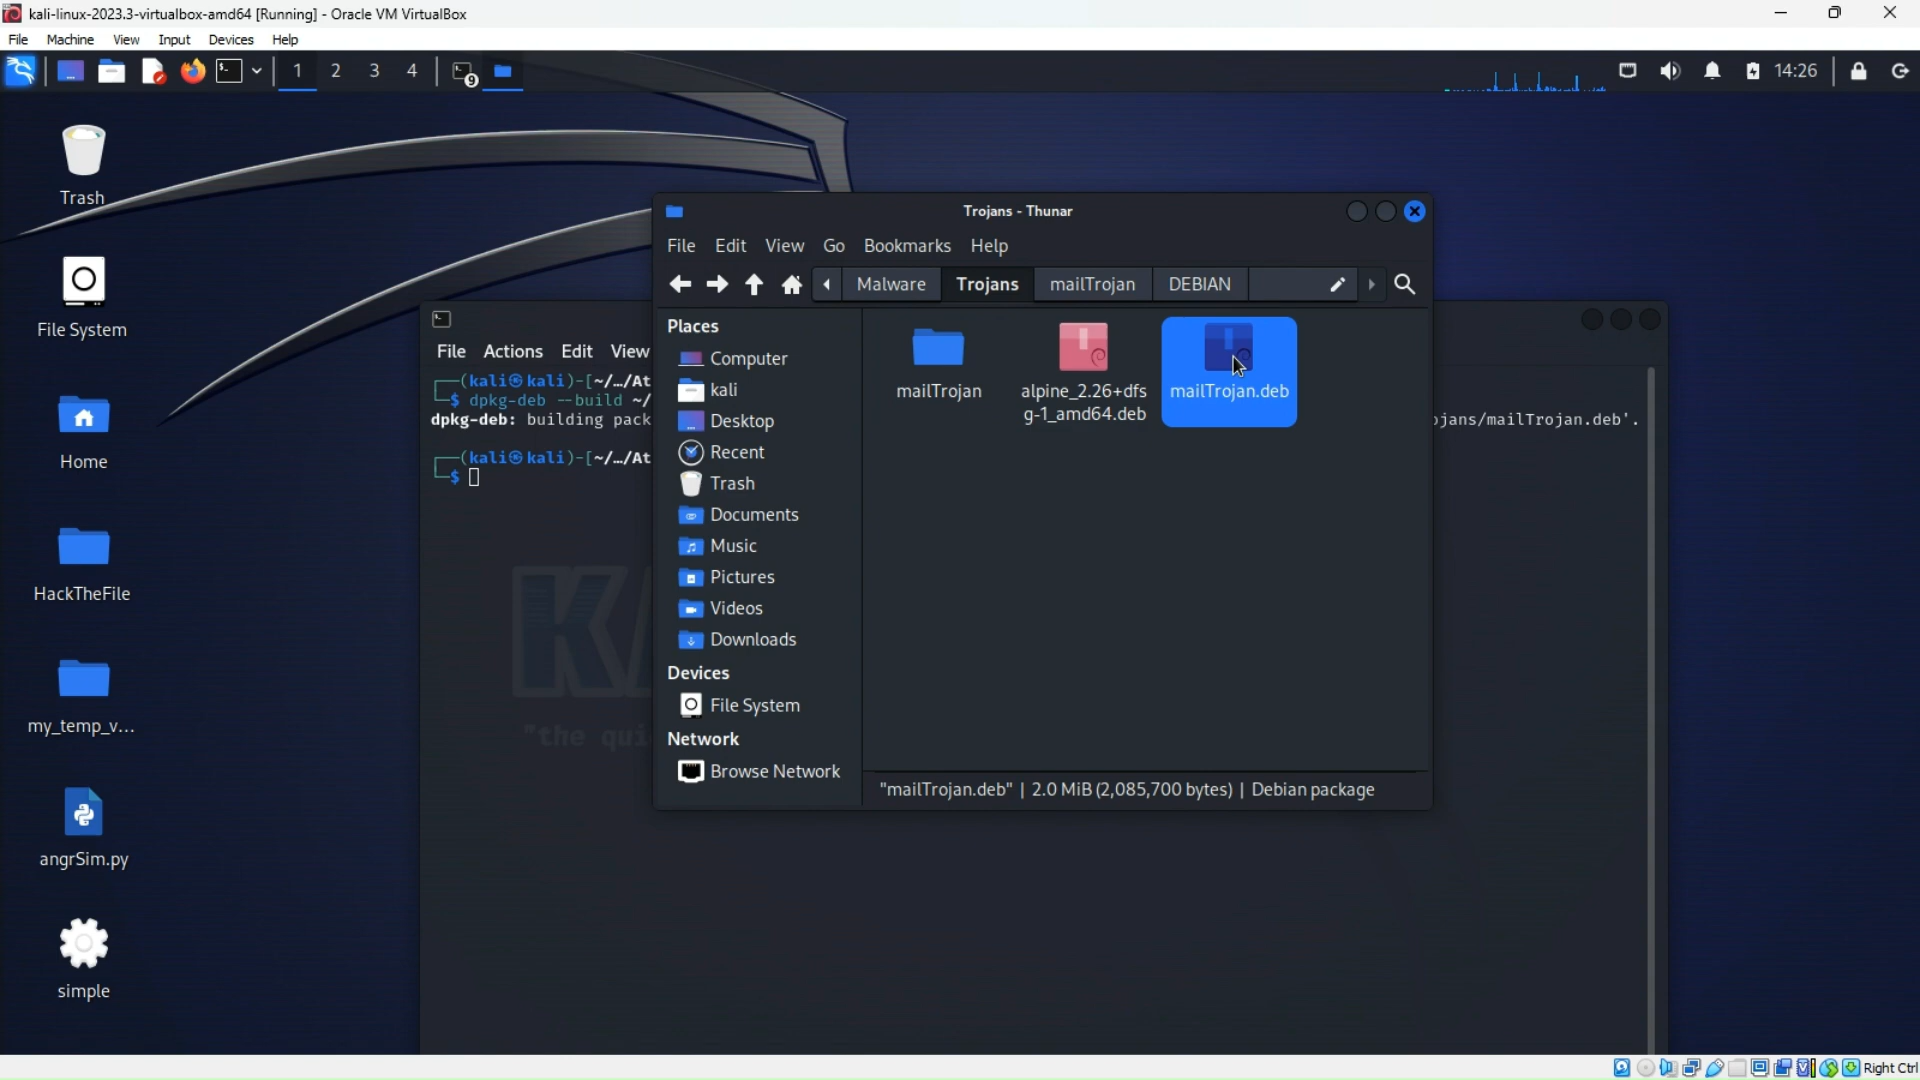 kali-linux-2023.3-virtualbox-amd64 [Running] - Oracle VM VirtualBox
File Machine View Input Devices Help
1 2 3 4 9 14:26
Trash
File System
Home
HackTheFile
my_temp_v...
angrSim.py
simple
File Actions Edit View
┌──(kali㉿kali)-[~/…/At
└─$ dpkg-deb --build ~/
dpkg-deb: building pack
ojans/mailTrojan.deb'.
┌──(kali㉿kali)-[~/…/At
└─$
"the qui
Trojans - Thunar
File Edit View Go Bookmarks Help
Malware Trojans mailTrojan DEBIAN
Places
Computer
kali
Desktop
Recent
Trash
Documents
Music
Pictures
Videos
Downloads
Devices
File System
Network
Browse Network
mailTrojan
alpine_2.26+dfs
g-1_amd64.deb
mailTrojan.deb
"mailTrojan.deb" | 2.0 MiB (2,085,700 bytes) | Debian package
Right Ctrl